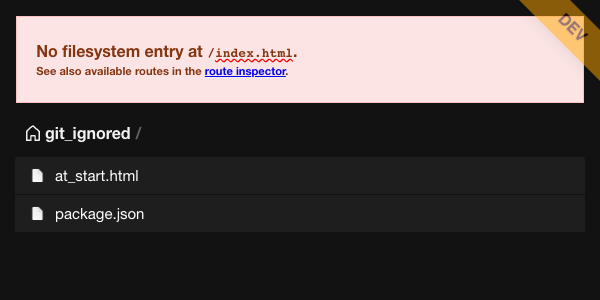 DEV
No filesystem entry at /index.html.
See also available routes in the route inspector.
git_ignored /
at_start.html
package.json